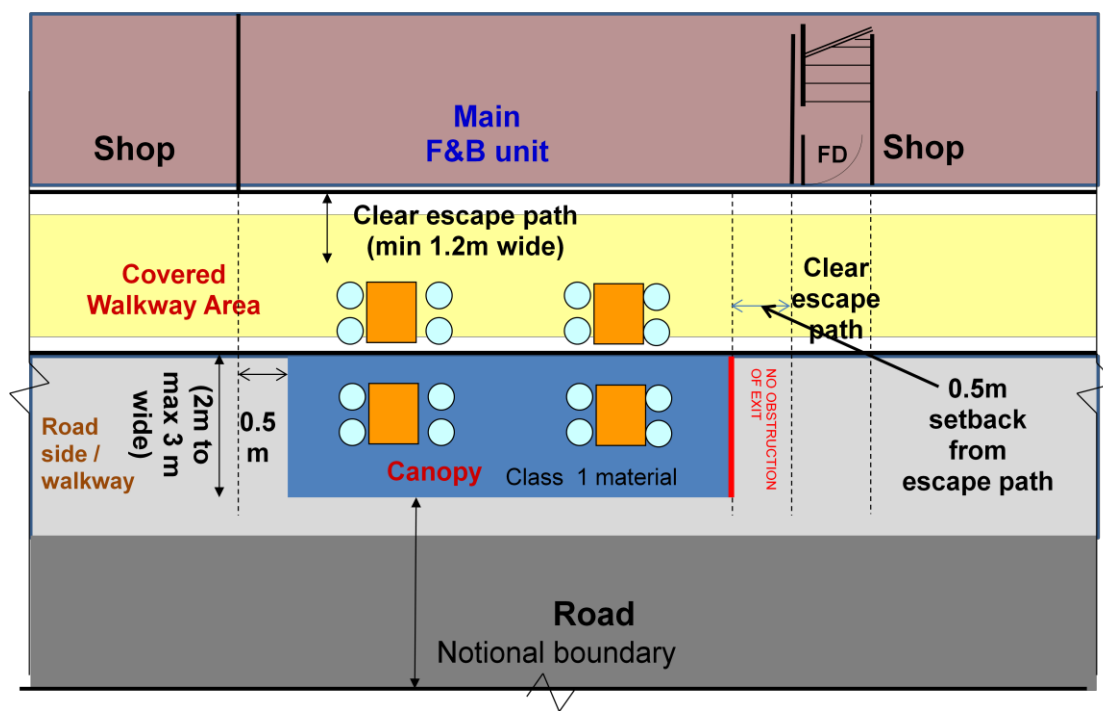 Shop
Main
F&B unit
FD
Shop
Clear escape path
(min 1.2m wide)
Covered
Walkway Area
Clear
escape
path
Road
side /
walkway
(2m to
max 3 m
wide)
0.5
m
Canopy
Class 1 material
NO OBSTRUCTION
OF EXIT
0.5m
setback
from
escape path
Road
Notional boundary